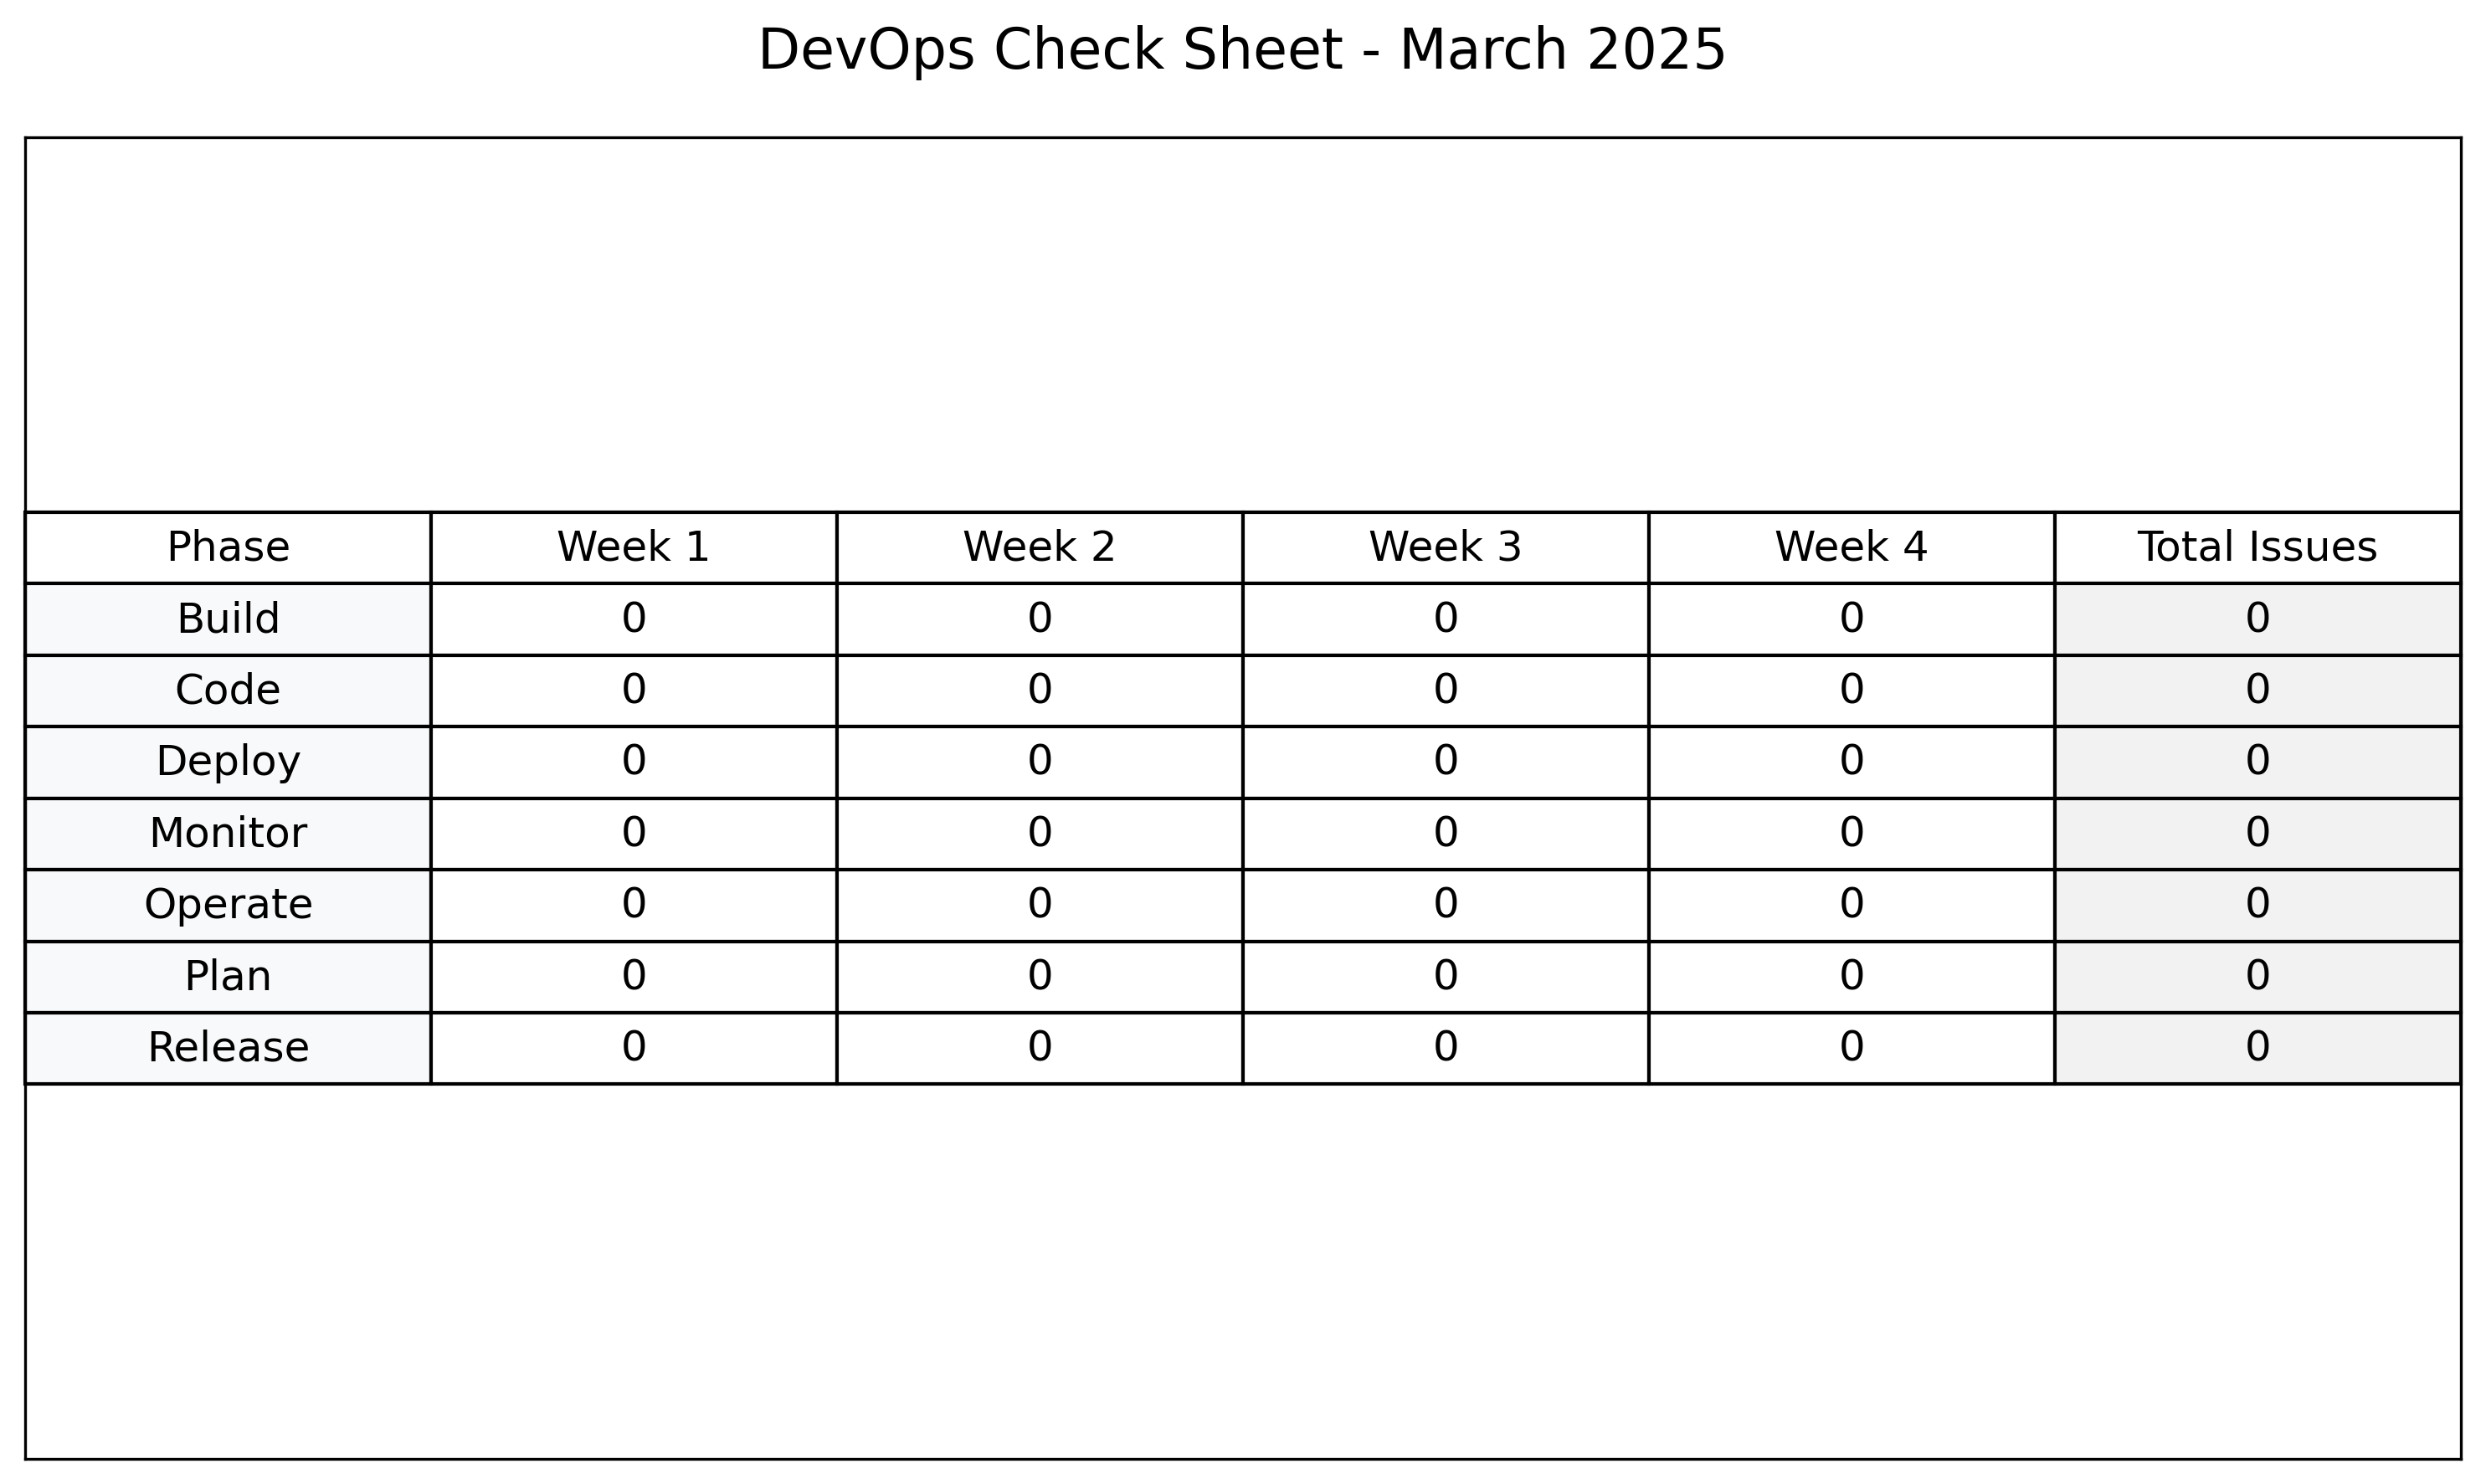 DevOps Check Sheet - March 2025
Phase Week 1 Week 2 Week 3 Week 4 Total Issues
Build 0 0 0 0 0
Code 0 0 0 0 0
Deploy 0 0 0 0 0
Monitor 0 0 0 0 0
Operate 0 0 0 0 0
Plan 0 0 0 0 0
Release 0 0 0 0 0